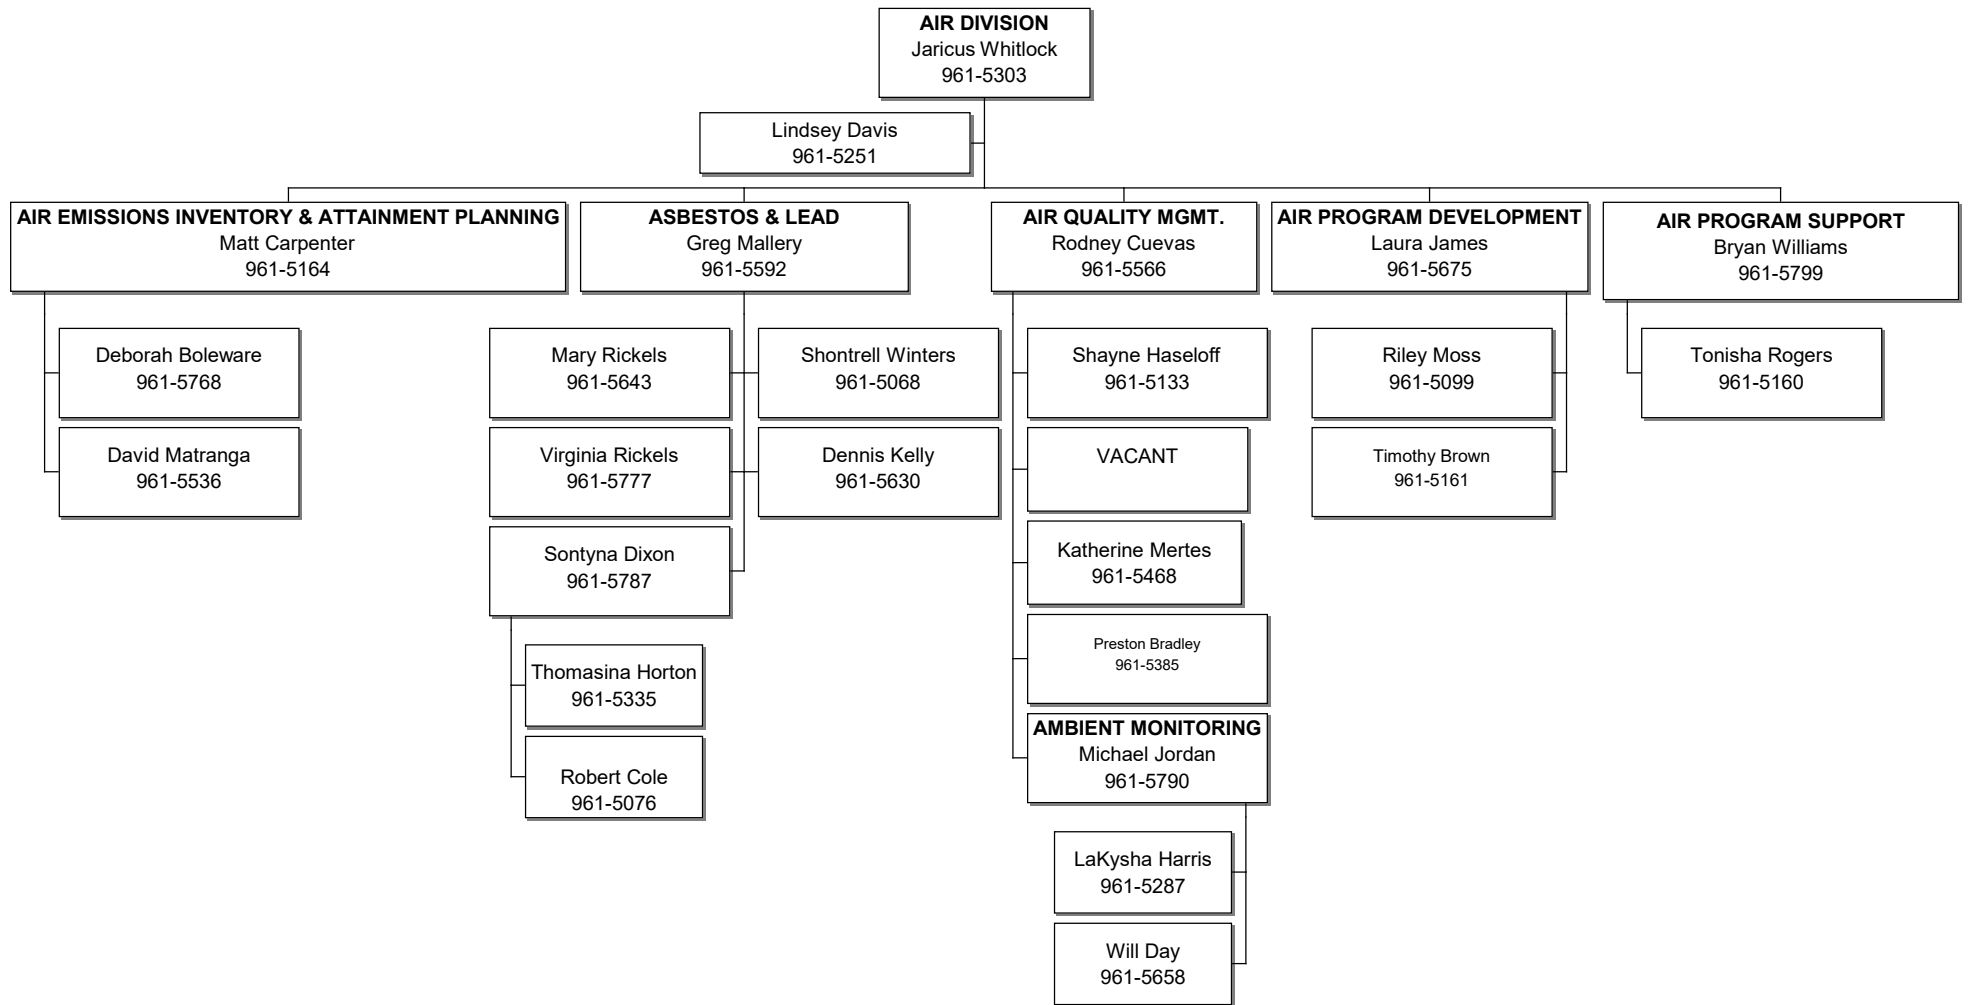 AIR DIVISION
Jaricus Whitlock
961-5303
Lindsey Davis
961-5251
AIR EMISSIONS INVENTORY & ATTAINMENT PLANNING
Matt Carpenter
961-5164
Deborah Boleware
961-5768
David Matranga
961-5536
ASBESTOS & LEAD
Greg Mallery
961-5592
Mary Rickels
961-5643
Shontrell Winters
961-5068
Virginia Rickels
961-5777
Dennis Kelly
961-5630
Sontyna Dixon
961-5787
Thomasina Horton
961-5335
Robert Cole
961-5076
AIR QUALITY MGMT.
Rodney Cuevas
961-5566
Shayne Haseloff
961-5133
VACANT
Katherine Mertes
961-5468
Preston Bradley
961-5385
AMBIENT MONITORING
Michael Jordan
961-5790
LaKysha Harris
961-5287
Will Day
961-5658
AIR PROGRAM DEVELOPMENT
Laura James
961-5675
Riley Moss
961-5099
Timothy Brown
961-5161
AIR PROGRAM SUPPORT
Bryan Williams
961-5799
Tonisha Rogers
961-5160